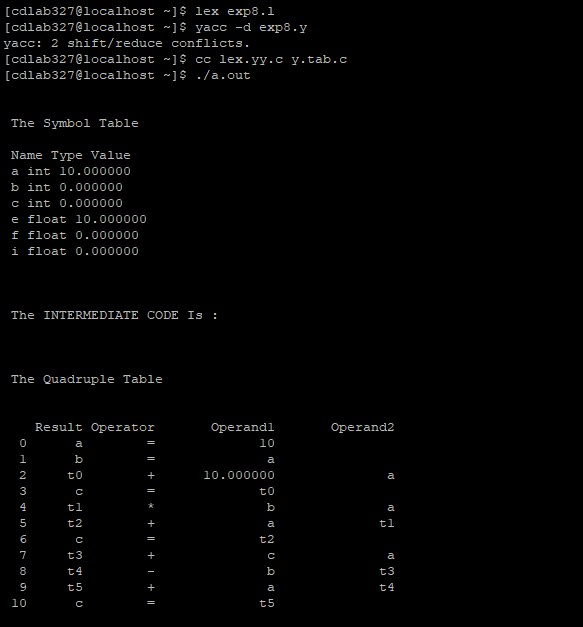 [cdlab327@localhost ~]$ lex exp8.l
[cdlab327@localhost ~]$ yacc -d exp8.y
yacc: 2 shift/reduce conflicts.
[cdlab327@localhost ~]$ cc lex.yy.c y.tab.c
[cdlab327@localhost ~]$ ./a.out
The Symbol Table
Name Type Value
a int 10.000000
b int 0.000000
c int 0.000000
e float 10.000000
f float 0.000000
i float 0.000000
The INTERMEDIATE CODE Is :
The Quadruple Table
Result Operator Operand1 Operand2
0 a = 10
1 b = a
2 t0 + 10.000000 a
3 c = t0
4 t1 * b a
5 t2 + a t1
6 c = t2
7 t3 + c a
8 t4 - b t3
9 t5 + a t4
10 c = t5